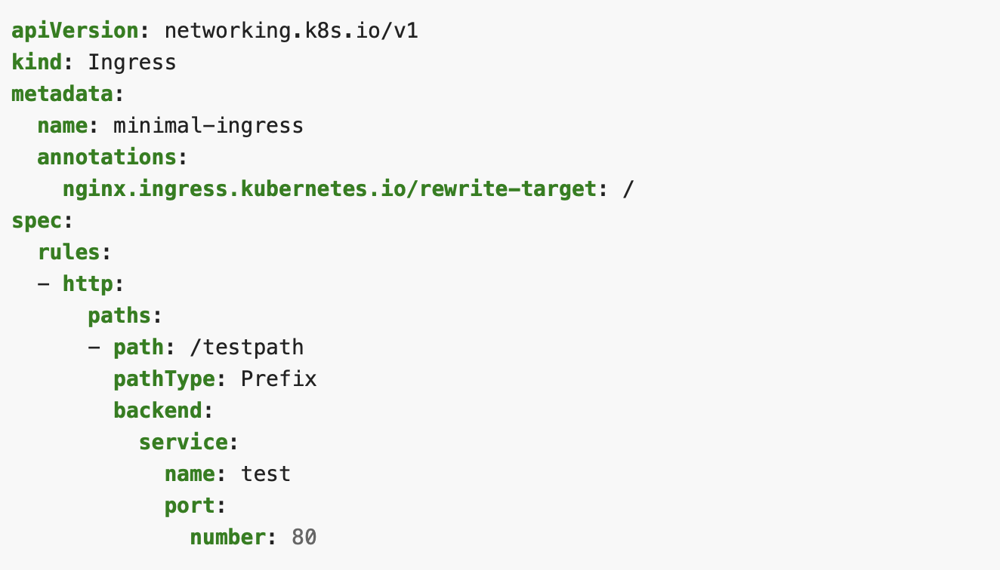 apiVersion: networking.k8s.io/v1
kind: Ingress
metadata:
  name: minimal-ingress
  annotations:
    nginx.ingress.kubernetes.io/rewrite-target: /
spec:
  rules:
  - http:
      paths:
      - path: /testpath
        pathType: Prefix
        backend:
          service:
            name: test
            port:
              number: 80